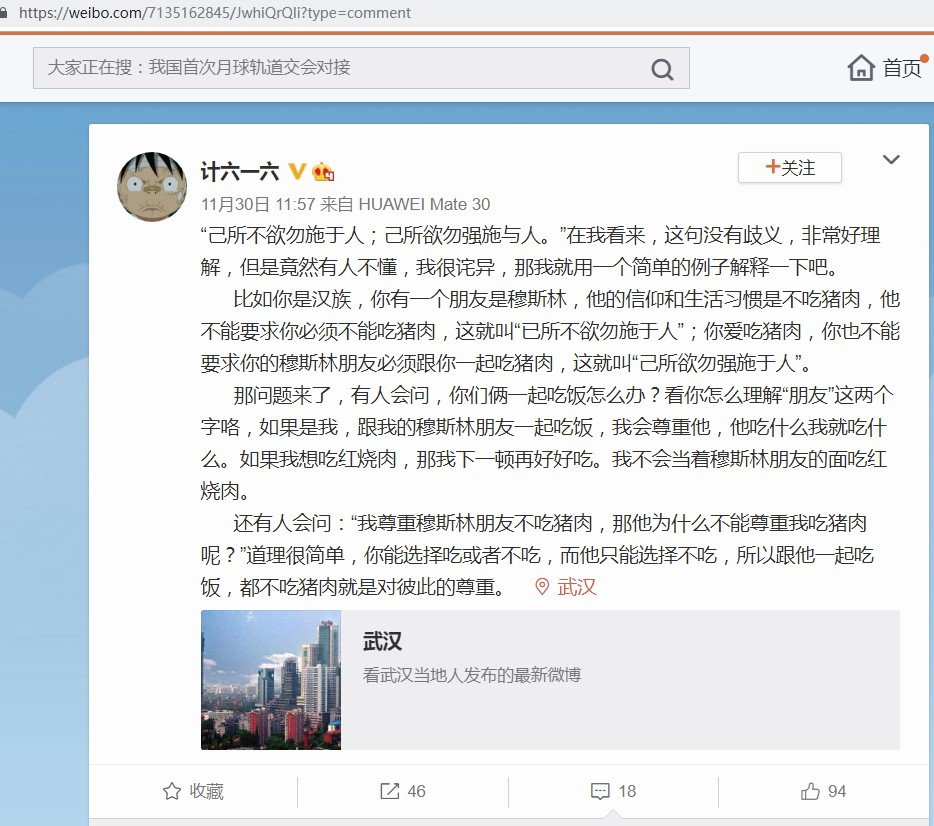 https://weibo.com/7135162845/JwhiQrQli?type=comment
大家正在搜：我国首次月球轨道交会对接
首页
计六一六
+关注
11月30日 11:57 来自 HUAWEI Mate 30
“己所不欲勿施于人；己所欲勿强施与人。”在我看来，这句没有歧义，非常好理
解，但是竟然有人不懂，我很诧异，那我就用一个简单的例子解释一下吧。
比如你是汉族，你有一个朋友是穆斯林，他的信仰和生活习惯是不吃猪肉，他
不能要求你必须不能吃猪肉，这就叫“已所不欲勿施于人”；你爱吃猪肉，你也不能
要求你的穆斯林朋友必须跟你一起吃猪肉，这就叫“己所欲勿强施于人”。
那问题来了，有人会问，你们俩一起吃饭怎么办？看你怎么理解“朋友”这两个
字咯，如果是我，跟我的穆斯林朋友一起吃饭，我会尊重他，他吃什么我就吃什
么。如果我想吃红烧肉，那我下一顿再好好吃。我不会当着穆斯林朋友的面吃红
烧肉。
还有人会问：“我尊重穆斯林朋友不吃猪肉，那他为什么不能尊重我吃猪肉
呢？”道理很简单，你能选择吃或者不吃，而他只能选择不吃，所以跟他一起吃
饭，都不吃猪肉就是对彼此的尊重。 武汉
武汉
看武汉当地人发布的最新微博
收藏 46 18 94